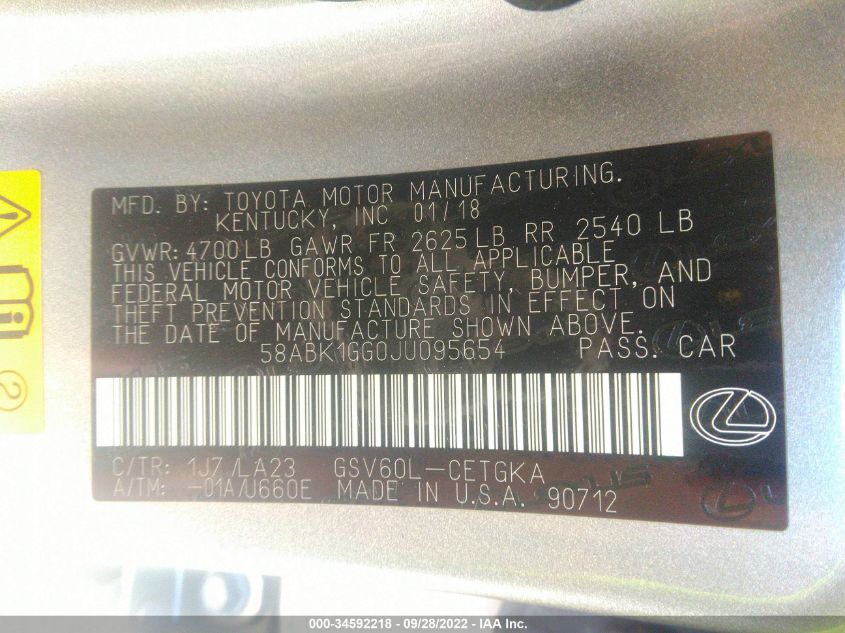 MFD. BY: TOYOTA MOTOR MANUFACTURING.
KENTUCKY, INC 01/18
GVWR: 4700 LB GAWR FR 2625 LB RR 2540 LB
THIS VEHICLE CONFORMS TO ALL APPLICABLE
FEDERAL MOTOR VEHICLE SAFETY, BUMPER, AND
THEFT PREVENTION STANDARDS IN EFFECT ON
THE DATE OF MANUFACTURE SHOWN ABOVE.
58ABK1GG0JU095654 PASS. CAR
C/TR: 1J7 /LA23 GSV60L-CETGKA
A/TM: -01A/U660E MADE IN U.S.A. 90712
2
000-34592218 - 09/28/2022 - IAA Inc.